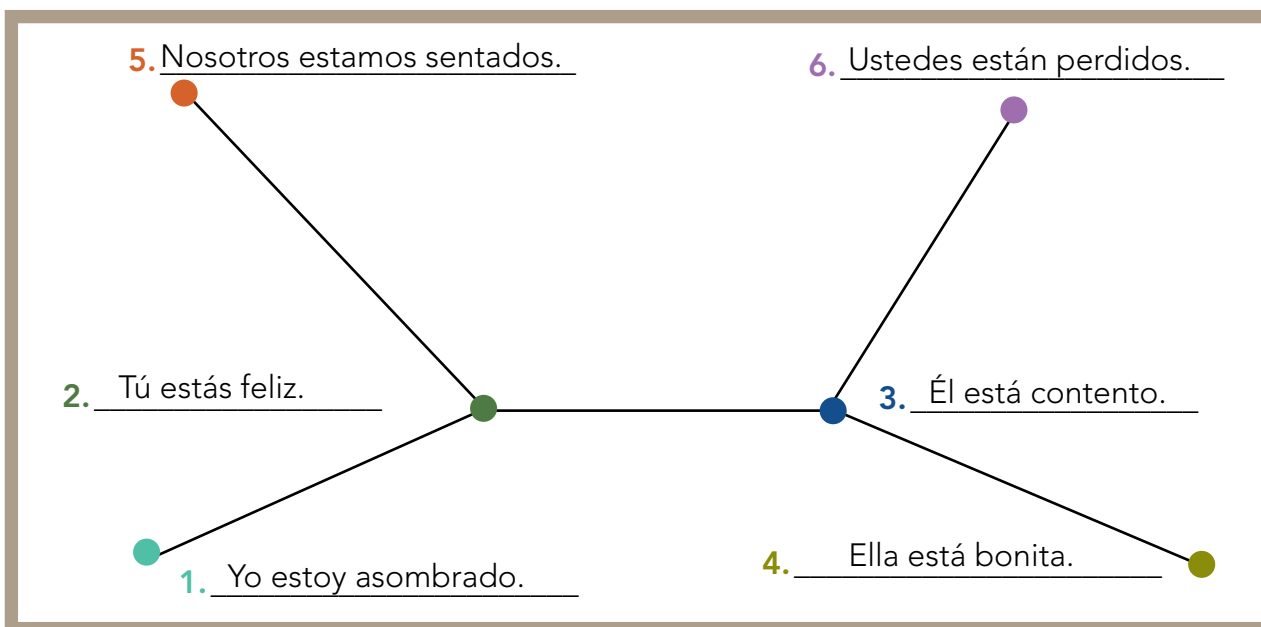 5. Nosotros estamos sentados.
6. Ustedes están perdidos.
2. Tú estás feliz.
3. Él está contento.
1. Yo estoy asombrado.
4. Ella está bonita.